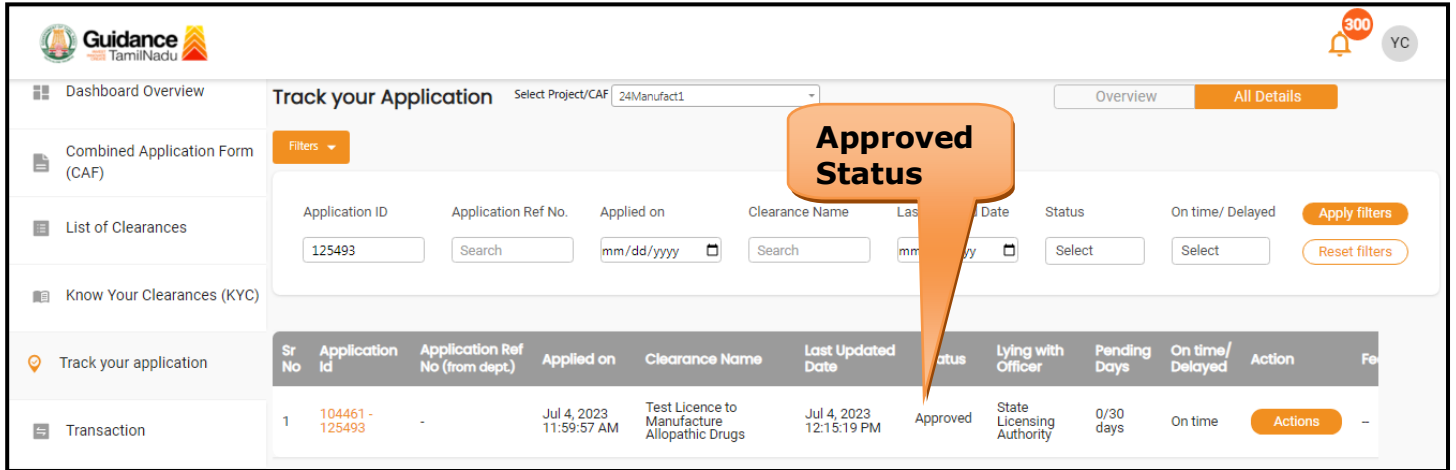 Guidance
TamilNadu
300
YC
Dashboard Overview
Combined Application Form
(CAF)
List of Clearances
Know Your Clearances (KYC)
Track your application
Transaction
Track your Application Select Project/CAF 24Manufact1
Overview All Details
Filters
Approved
Status
Application ID Application Ref No. Applied on Clearance Name Las Date Status On time/ Delayed Apply filters
125493 Search mm/dd/yyyy Search mm yy Select Select Reset filters
Sr No Application Id Application Ref No (from dept.) Applied on Clearance Name Last Updated Date atus Lying with Officer Pending Days On time/ Delayed Action Fe
1 104461 - 125493 - Jul 4, 2023 11:59:57 AM Test Licence to Manufacture Allopathic Drugs Jul 4, 2023 12:15:19 PM Approved State Licensing Authority 0/30 days On time Actions --